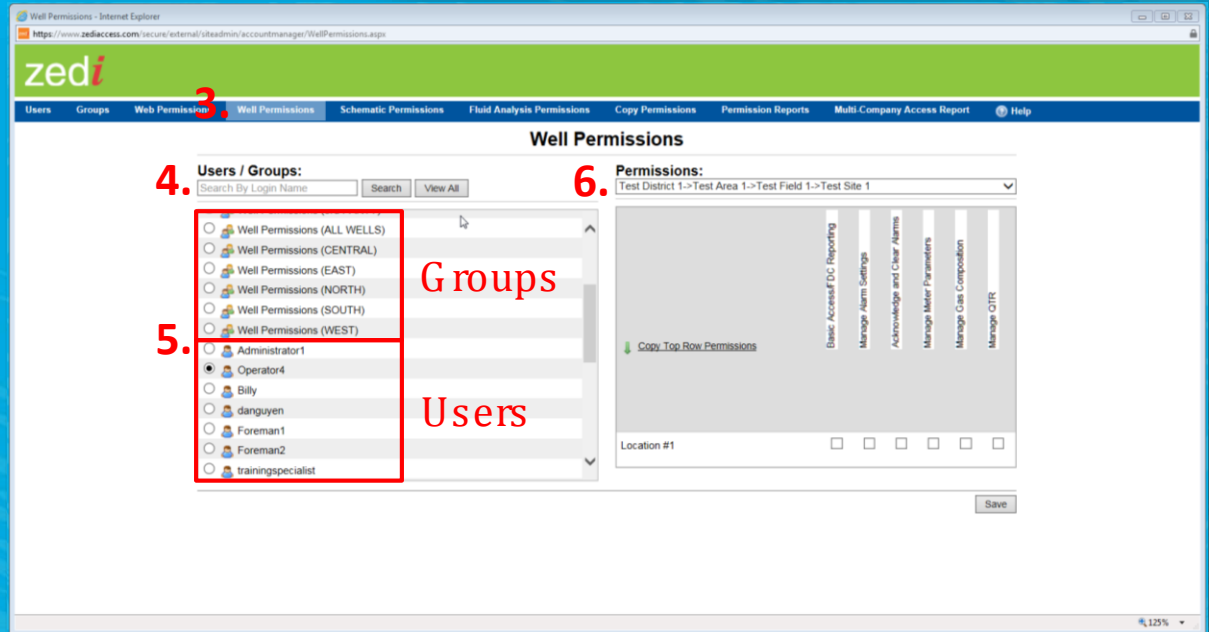 Well Permissions - Internet Explorer
https://www.zediaccess.com/secure/external/siteadmin/accountmanager/WellPermissions.aspx
zedi
Users Groups Web Permissions Well Permissions Schematic Permissions Fluid Analysis Permissions Copy Permissions Permission Reports Multi-Company Access Report Help
3.
Well Permissions
Users / Groups:
4.
Search By Login Name Search View All
Permissions:
6.
Test District 1->Test Area 1->Test Field 1->Test Site 1
Well Permissions (ALL WELLS)
Well Permissions (CENTRAL)
Well Permissions (EAST)
Well Permissions (NORTH)
Well Permissions (SOUTH)
Well Permissions (WEST)
Groups
5.
Administrator1
Operator4
Billy
danguyen
Foreman1
Foreman2
trainingspecialist
Users
Basic Access/FDC Reporting
Manage Alarm Settings
Acknowledge and Clear Alarms
Manage Meter Parameters
Manage Gas Composition
Manage QTR
Copy Top Row Permissions
Location #1
Save
125%